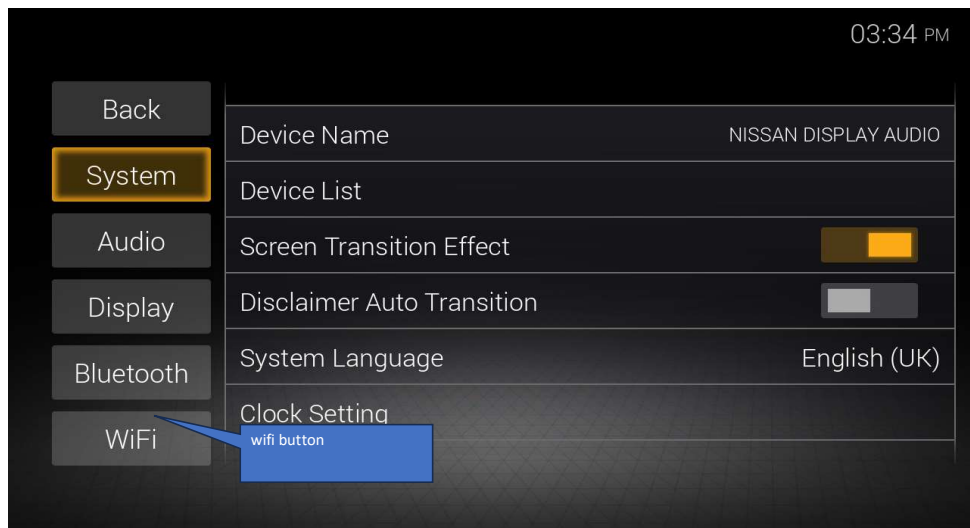 03:34 PM
Back
System
Audio
Display
Bluetooth
WiFi
Device Name NISSAN DISPLAY AUDIO
Device List
Screen Transition Effect
Disclaimer Auto Transition
System Language English (UK)
Clock Setting
wifi button